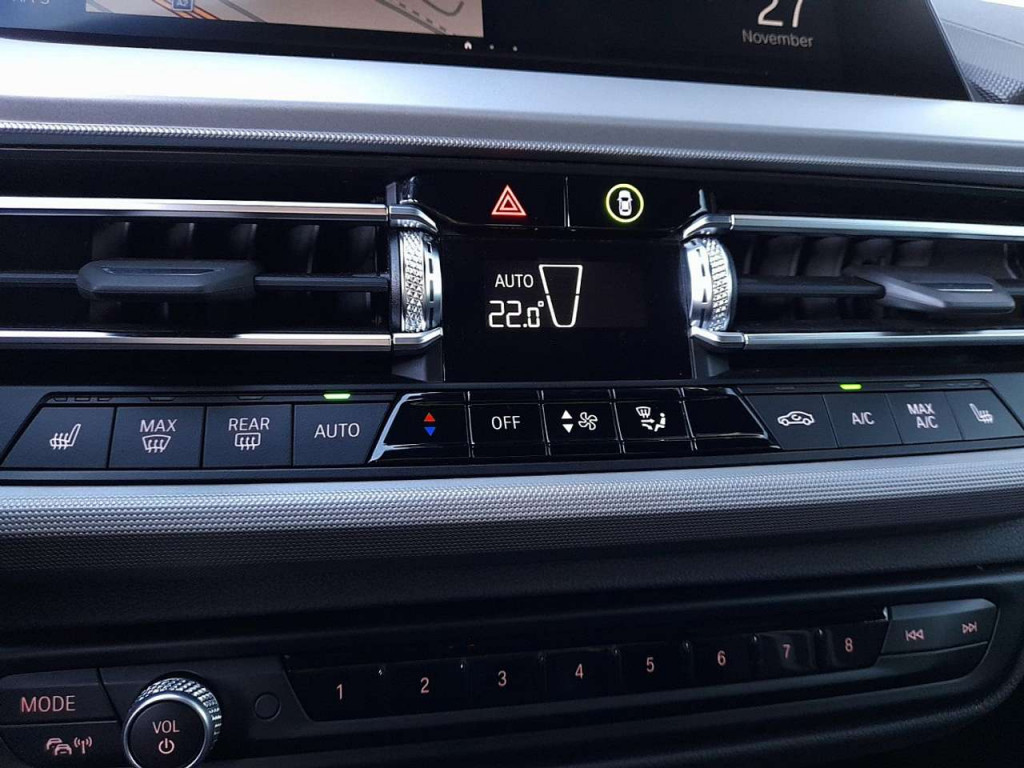 27
November
AUTO
22.0°
MAX
REAR
AUTO
OFF
A/C
MAX
A/C
1 2 3 4 5 6 7 8
MODE
VOL